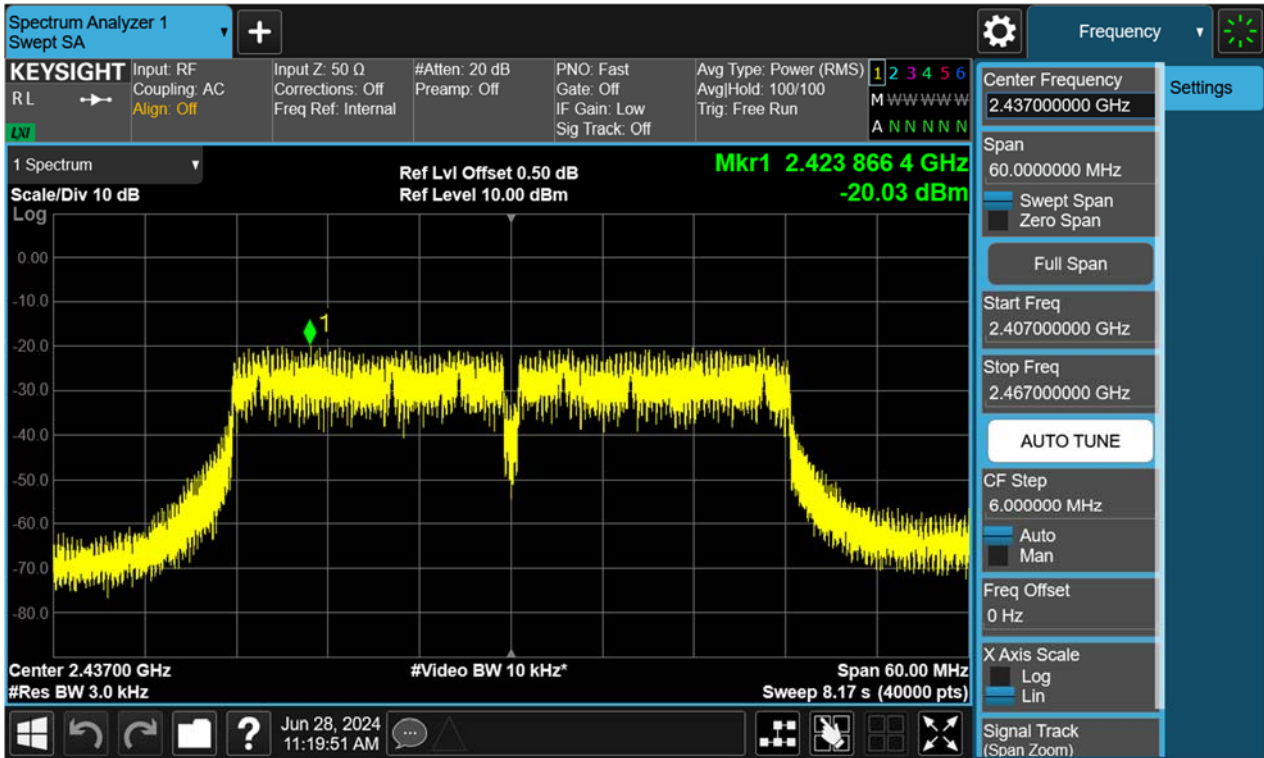 Spectrum Analyzer 1
Swept SA
+
Frequency
KEYSIGHT
R L
LXI
Input: RF
Coupling: AC
Align: Off
Input Z: 50 Ω
Corrections: Off
Freq Ref: Internal
#Atten: 20 dB
Preamp: Off
PNO: Fast
Gate: Off
IF Gain: Low
Sig Track: Off
Avg Type: Power (RMS)
Avg|Hold: 100/100
Trig: Free Run
1 2 3 4 5 6
M W W W W W
A N N N N N
Center Frequency
2.437000000 GHz
Settings
Span
60.0000000 MHz
Swept Span
Zero Span
Full Span
Start Freq
2.407000000 GHz
Stop Freq
2.467000000 GHz
AUTO TUNE
CF Step
6.000000 MHz
Auto
Man
Freq Offset
0 Hz
X Axis Scale
Log
Lin
Signal Track
(Span Zoom)
1 Spectrum
Scale/Div 10 dB
Log
Ref Lvl Offset 0.50 dB
Ref Level 10.00 dBm
Mkr1 2.423 866 4 GHz
-20.03 dBm
0.00
-10.0
-20.0
-30.0
-40.0
-50.0
-60.0
-70.0
-80.0
1
Center 2.43700 GHz
#Res BW 3.0 kHz
#Video BW 10 kHz*
Span 60.00 MHz
Sweep 8.17 s (40000 pts)
?
Jun 28, 2024
11:19:51 AM